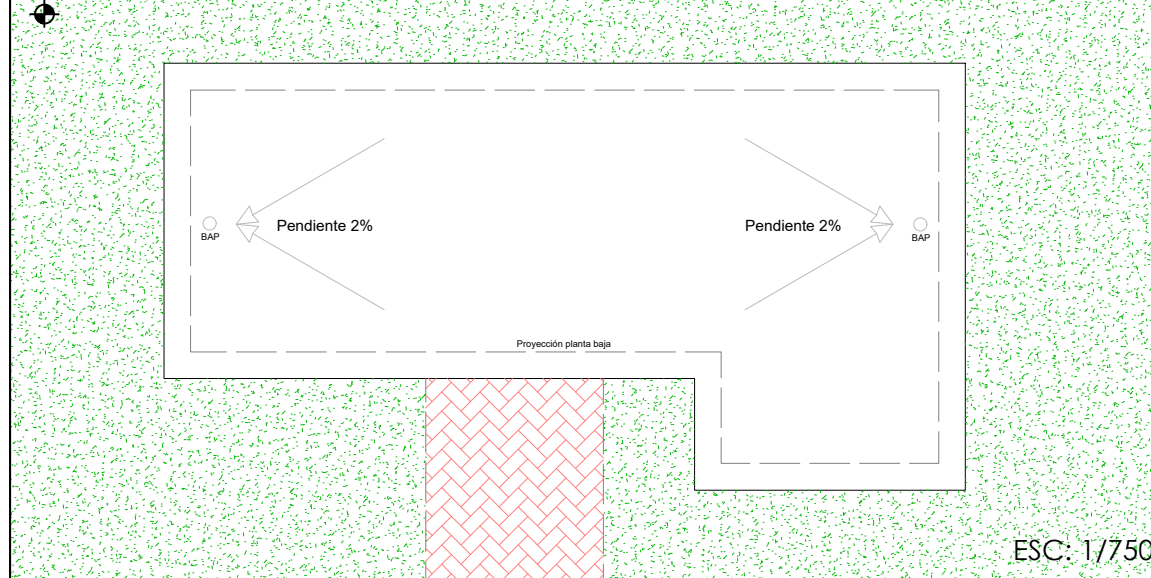 Pendiente 2%
Pendiente 2%
BAP
BAP
Proyección planta baja
ESC: 1/750